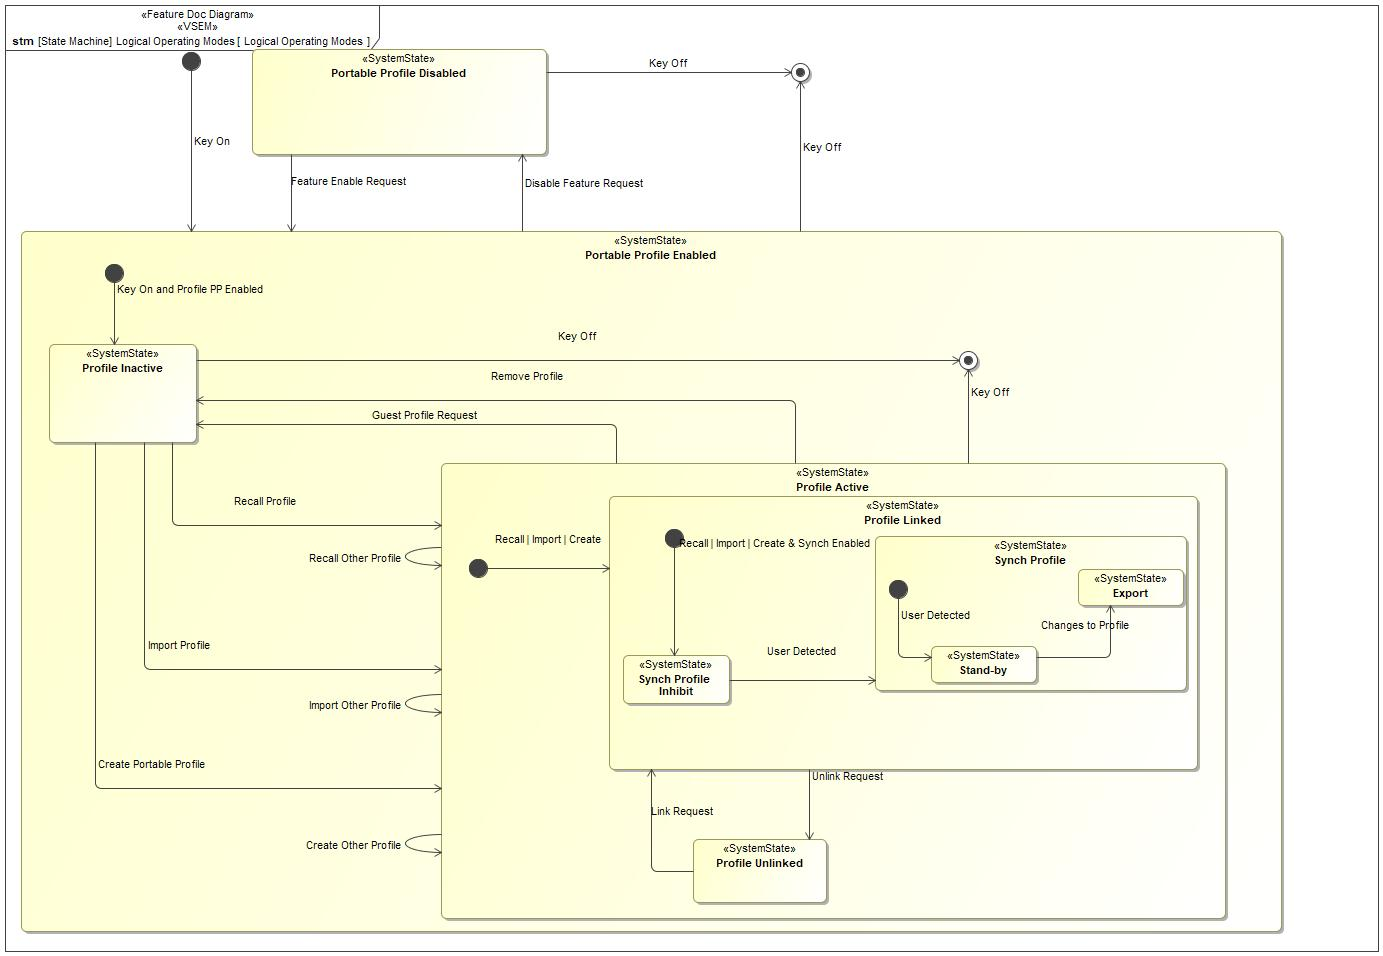 «Feature Doc Diagram»
«VSEM»
stm [State Machine] Logical Operating Modes [ Logical Operating Modes ]
«SystemState»
Portable Profile Disabled
Key Off
Key On
Key Off
Feature Enable Request
Disable Feature Request
«SystemState»
Portable Profile Enabled
Key On and Profile PP Enabled
«SystemState»
Profile Inactive
Key Off
Remove Profile
Key Off
Guest Profile Request
«SystemState»
Profile Active
Recall Profile
Recall Other Profile
Import Profile
Import Other Profile
Create Portable Profile
Create Other Profile
Recall | Import | Create
«SystemState»
Profile Linked
Recall | Import | Create & Synch Enabled
«SystemState»
Synch Profile
«SystemState»
Export
User Detected
Changes to Profile
«SystemState»
Stand-by
User Detected
«SystemState»
Synch Profile
Inhibit
Unlink Request
Link Request
«SystemState»
Profile Unlinked